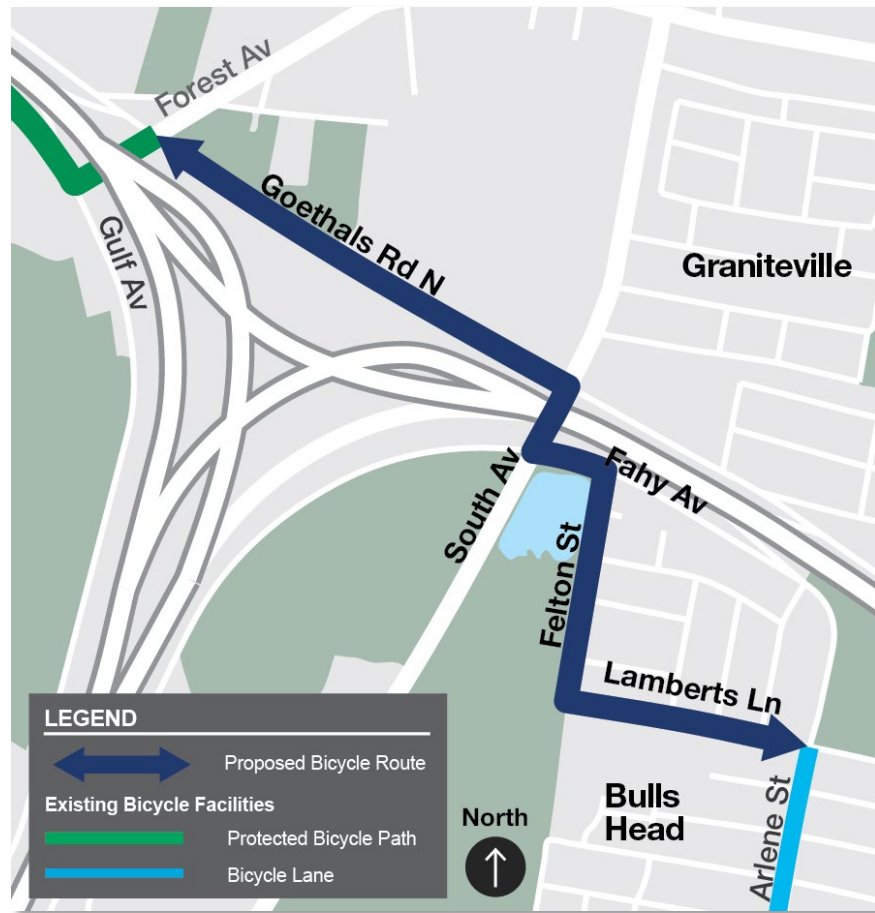 Forest Av
Goethals Rd N
Gulf Av
Graniteville
South Av
Fahy Av
Felton St
Lamberts Ln
Bulls
Head
Arlene St
North
LEGEND
Proposed Bicycle Route
Existing Bicycle Facilities
Protected Bicycle Path
Bicycle Lane